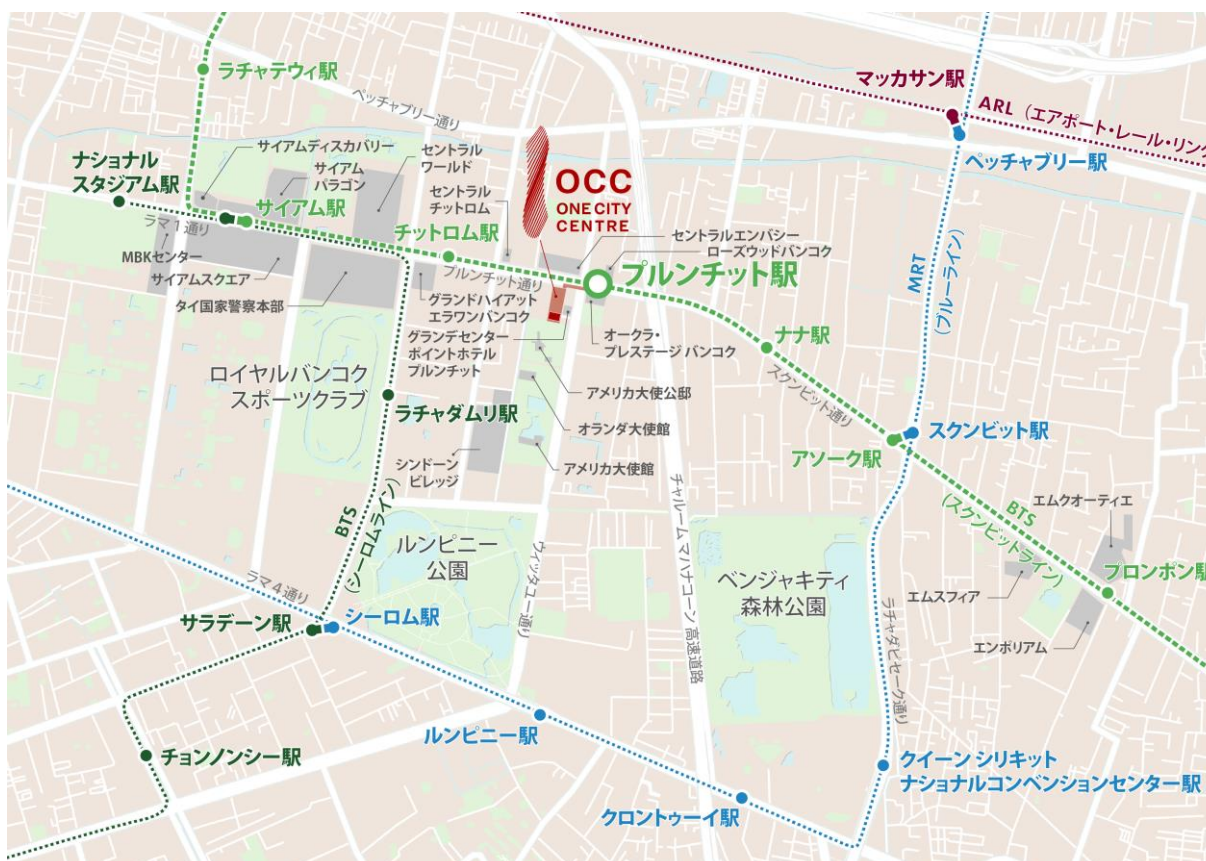 ラチャテウィ駅
ペッチャブリー通り
マッカサン駅
ARL（エアポート・レール・リンク
ペッチャブリー駅
ナショナル
スタジアム駅
サイアムディスカバリー
サイアム
パラゴン
セントラル
ワールド
セントラル
チットロム
OCC
ONE CITY
CENTRE
サイアム駅
ラマ1通り
チットロム駅
セントラルエンバシー
ローズウッドバンコク
MBKセンター
サイアムスクエア
タイ国家警察本部
プルンチット通り
プルンチット駅
グランドハイアット
エラワンバンコク
グランデセンター
ポイントホテル
プルンチット
オークラ・
プレステージ バンコク
MRT
（ブルーライン）
ナナ駅
スクンビット通り
ロイヤルバンコク
スポーツクラブ
ラチャダムリ駅
アメリカ大使公邸
オランダ大使館
アメリカ大使館
シンドーン
ビレッジ
スクンビット駅
アソーク駅
BTS
（シーロムライン）
チャルームマハナコーン 高速道路
BTS
（スクンビットライン）
エムクオーティエ
ルンピニー
公園
ウィッタユー通り
ベンジャキティ
森林公園
エムスフィア
プロンポン駅
エンポリアム
ラマ4通り
サラデーン駅
シーロム駅
ラチャダピセーク通り
ルンピニー駅
チョンノンシー駅
クイーン シリキット
ナショナルコンベンションセンター駅
クロントゥーイ駅